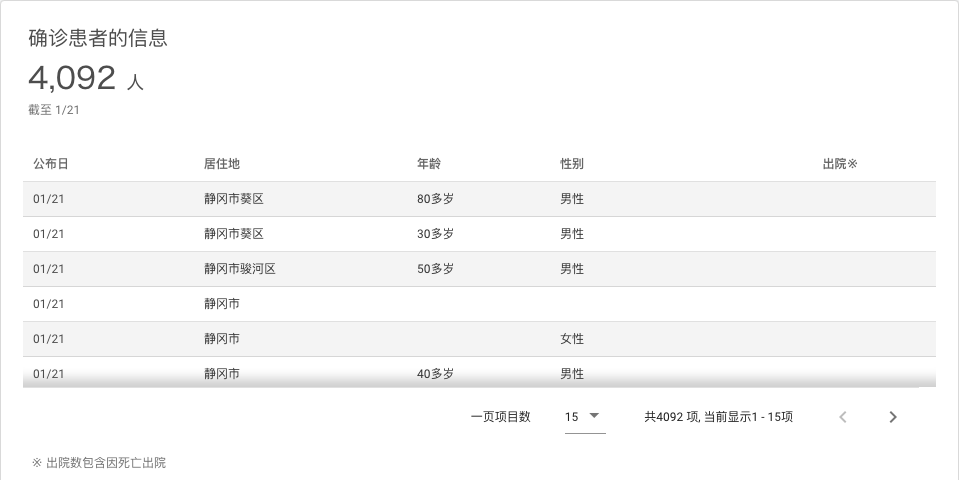 确诊患者的信息
4,092 人
截至 1/21
公布日 居住地 年龄 性别 出院※
01/21 静冈市葵区 80多岁 男性
01/21 静冈市葵区 30多岁 男性
01/21 静冈市骏河区 50多岁 男性
01/21 静冈市
01/21 静冈市 女性
01/21 静冈市 40多岁 男性
一页项目数 15 共4092 项, 当前显示1 - 15项
※ 出院数包含因死亡出院